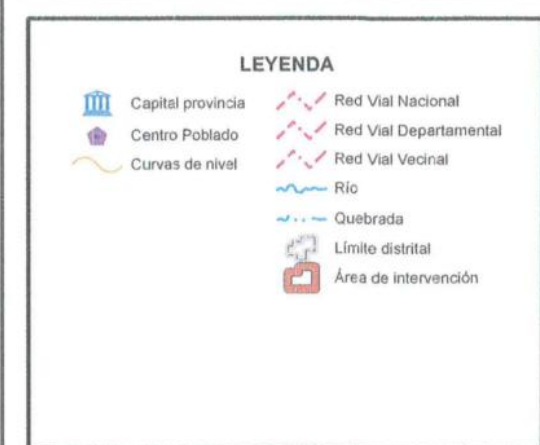 LEYENDA
Capital provincia
Centro Poblado
Curvas de nivel
Red Vial Nacional
Red Vial Departamental
Red Vial Vecinal
Río
Quebrada
Límite distrital
Área de intervención